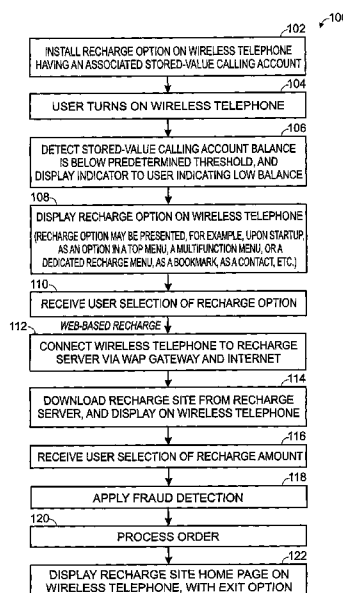 100
102
INSTALL RECHARGE OPTION ON WIRELESS TELEPHONE
HAVING AN ASSOCIATED STORED-VALUE CALLING ACCOUNT
104
USER TURNS ON WIRELESS TELEPHONE
106
DETECT STORED-VALUE CALLING ACCOUNT BALANCE
IS BELOW PREDETERMINED THRESHOLD, AND
DISPLAY INDICATOR TO USER INDICATING LOW BALANCE
108
DISPLAY RECHARGE OPTION ON WIRELESS TELEPHONE
(RECHARGE OPTION MAY BE PRESENTED, FOR EXAMPLE, UPON STARTUP,
AS AN OPTION IN A TOP MENU, A MULTIFUNCTION MENU, OR A
DEDICATED RECHARGE MENU, AS A BOOKMARK, AS A CONTACT, ETC.)
110
RECEIVE USER SELECTION OF RECHARGE OPTION
WEB-BASED RECHARGE
112
CONNECT WIRELESS TELEPHONE TO RECHARGE
SERVER VIA WAP GATEWAY AND INTERNET
114
DOWNLOAD RECHARGE SITE FROM RECHARGE
SERVER, AND DISPLAY ON WIRELESS TELEPHONE
116
RECEIVE USER SELECTION OF RECHARGE AMOUNT
118
APPLY FRAUD DETECTION
120
PROCESS ORDER
122
DISPLAY RECHARGE SITE HOME PAGE ON
WIRELESS TELEPHONE, WITH EXIT OPTION